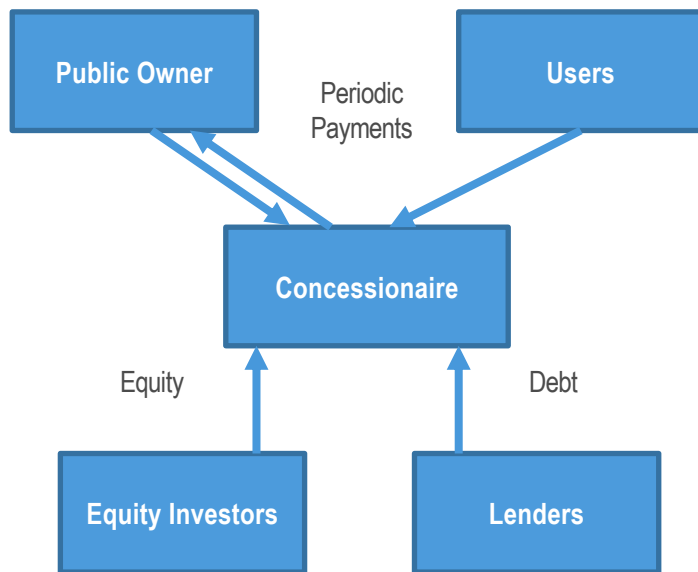 Public Owner
Users
Periodic
Payments
Concessionaire
Equity
Debt
Equity Investors
Lenders